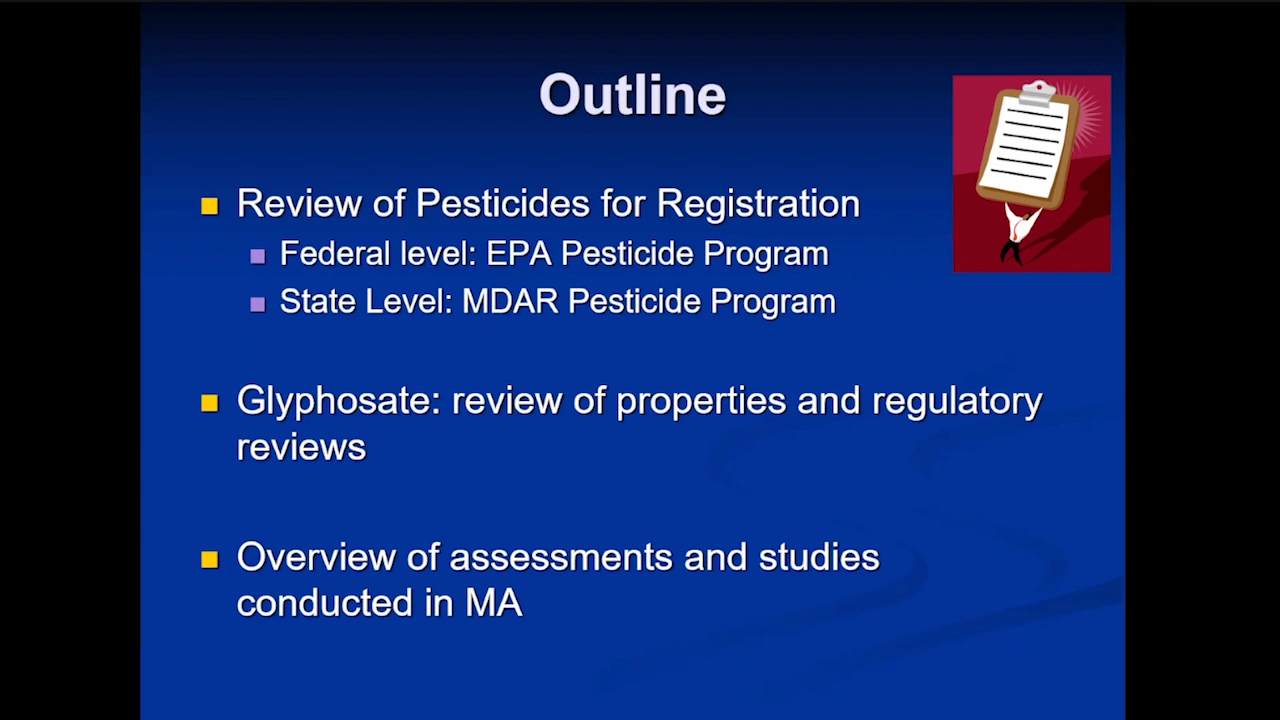 Outline
Review of Pesticides for Registration
Federal level: EPA Pesticide Program
State Level: MDAR Pesticide Program
Glyphosate: review of properties and regulatory
reviews
Overview of assessments and studies
conducted in MA